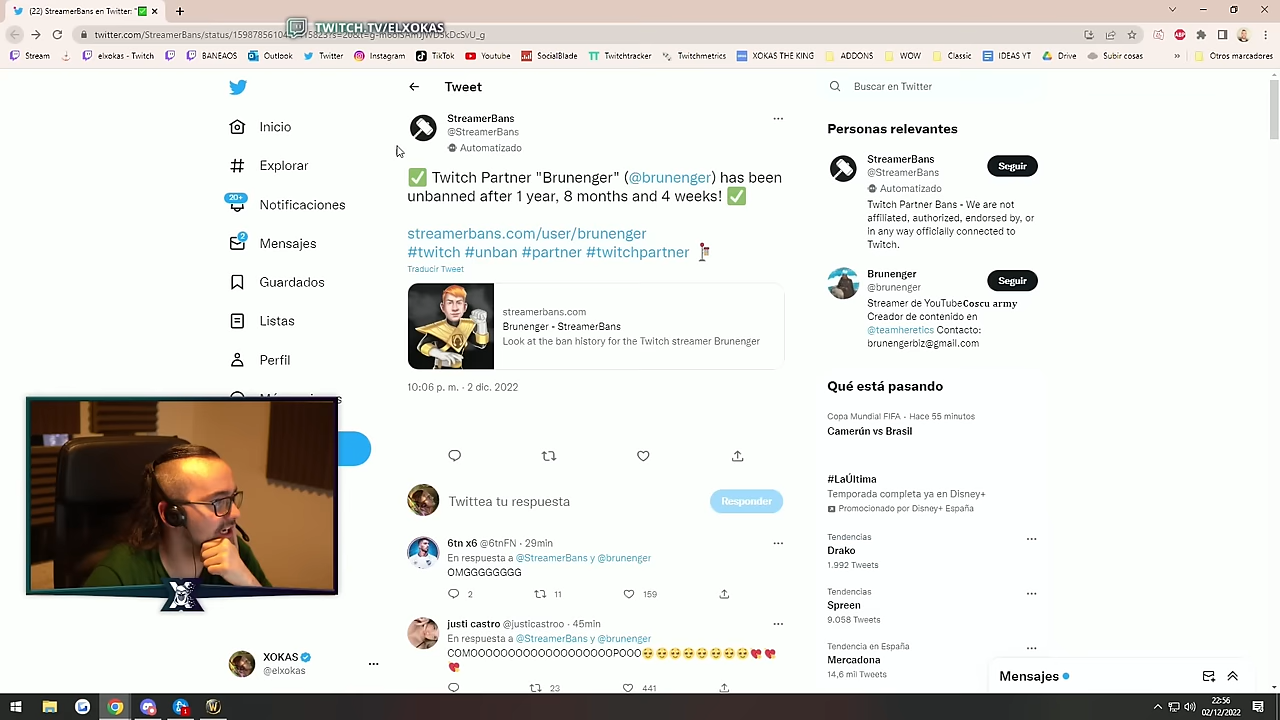 (22) StreamerBans en Twitter: "✅
TWITCH.TV/ELXOKAS
Stream
elxokas - Twitch
BANEAOS
Outlook
Twitter
Instagram
TikTok
Youtube
SocialBlade
Twitchtracker
Twitchmetrics
XOKAS THE KING
ADDONS
WOW
Classic
IDEAS YT
Drive
Subir cosas
»
Otros marcadores
Inicio
Explorar
20+
Notificaciones
2
Mensajes
Guardados
Listas
Perfil
XOKAS
@elxokas
Tweet
StreamerBans
@StreamerBans
Automatizado
✅ Twitch Partner "Brunenger" (@brunenger) has been
unbanned after 1 year, 8 months and 4 weeks! ✅
streamerbans.com/user/brunenger
#twitch #unban #partner #twitchpartner
Traducir Tweet
streamerbans.com
Brunenger - StreamerBans
Look at the ban history for the Twitch streamer Brunenger
10:06 p. m. · 2 dic. 2022
Twittea tu respuesta
Responder
6tn x6 @6tnFN · 29min
En respuesta a @StreamerBans y @brunenger
OMGGGGGGGG
2
11
159
justi castro @justicastroo · 45min
En respuesta a @StreamerBans y @brunenger
23
441
Buscar en Twitter
Personas relevantes
StreamerBans
@StreamerBans
Seguir
Automatizado
Twitch Partner Bans - We are not
affiliated, authorized, endorsed by, or
in any way officially connected to
Twitch.
Brunenger
@brunenger
Seguir
Streamer de YouTubeCoscu army
Creador de contenido en
@teamheretics Contacto:
brunengerbiz@gmail.com
Qué está pasando
Copa Mundial FIFA · Hace 55 minutos
Camerún vs Brasil
#LaÚltima
Temporada completa ya en Disney+
Promocionado por Disney+ España
Tendencias
Drako
1.992 Tweets
Tendencias
Spreen
9.058 Tweets
Tendencia en España
Mercadona
14,6 mil Tweets
Mensajes
22:56
02/12/2022